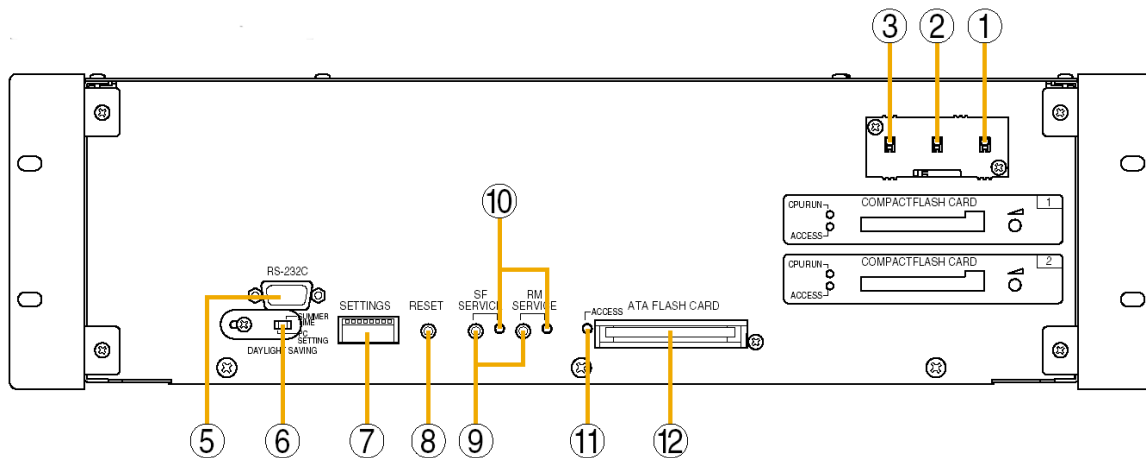 ③ ② ①
CPU RUN COMPACTFLASH CARD 1
ACCESS
⑩
CPU RUN COMPACTFLASH CARD 2
ACCESS
RS-232C
SETTINGS RESET SF SERVICE RM SERVICE ACCESS ATA FLASH CARD
SUMMER TIME
PC SETTING
DAYLIGHT SAVING
⑤ ⑥ ⑦ ⑧ ⑨ ⑪ ⑫